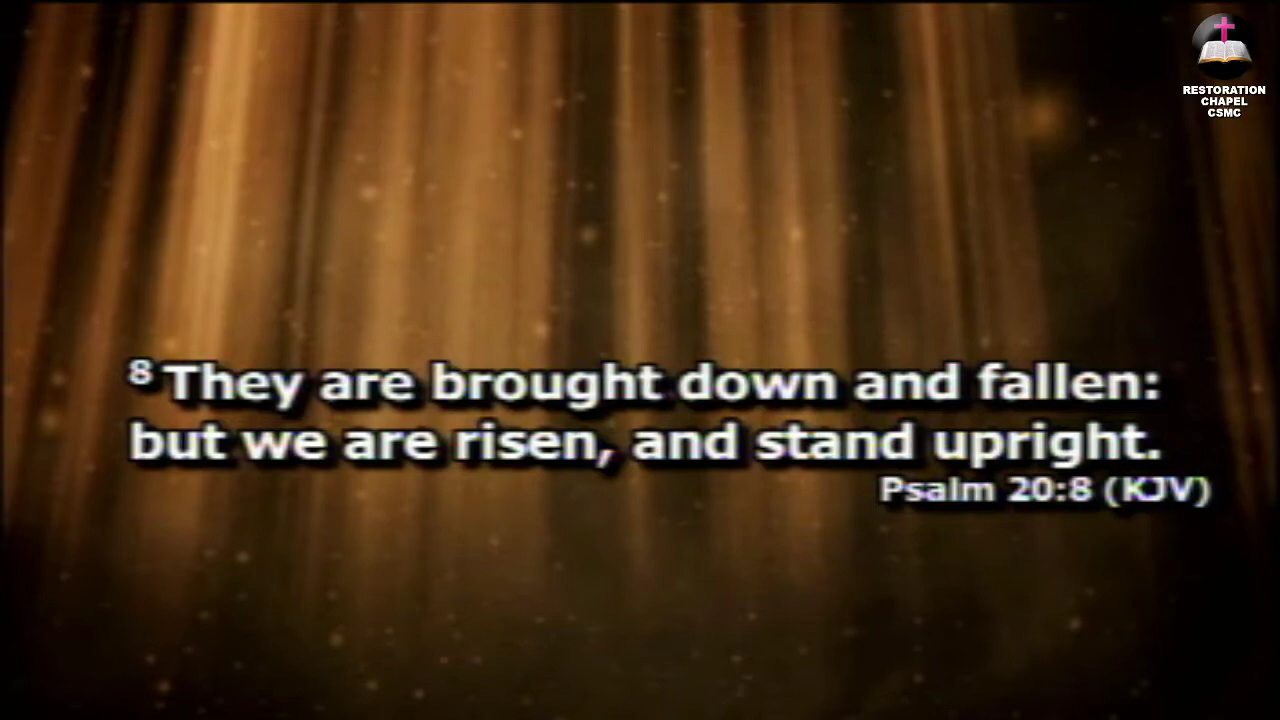 RESTORATION
CHAPEL
CSMC
8 They are brought down and fallen:
but we are risen, and stand upright.
Psalm 20:8 (KJV)